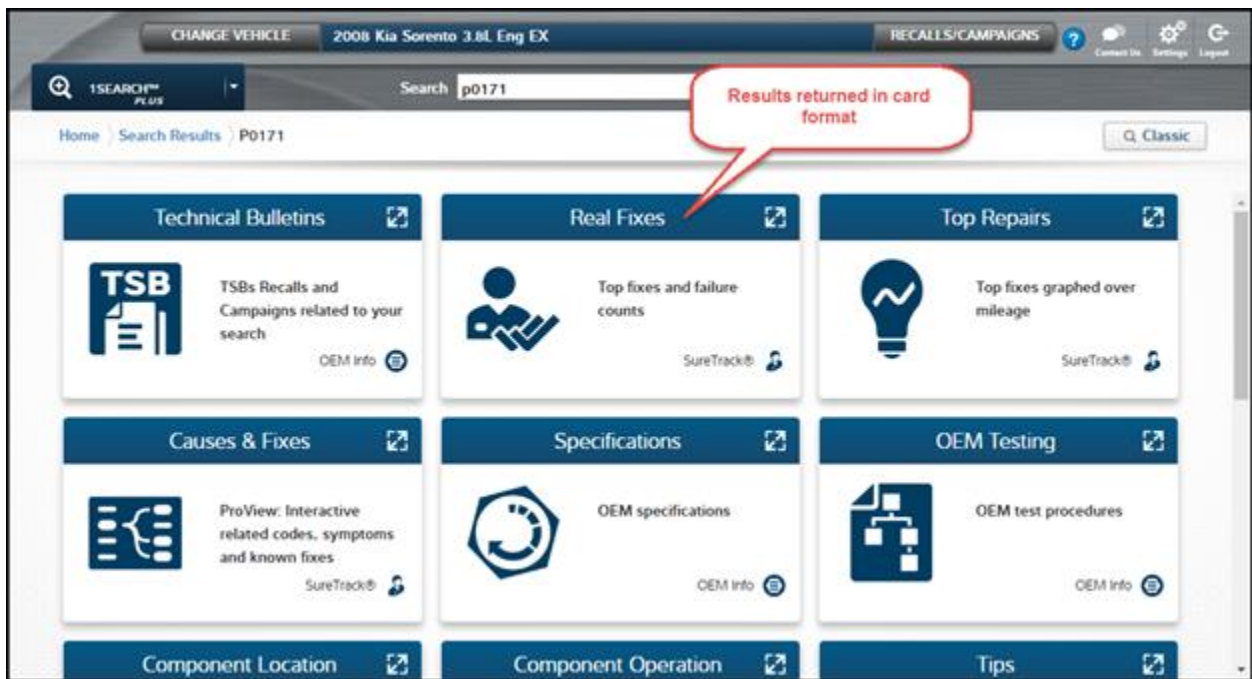 CHANGE VEHICLE
2008 Kia Sorento 3.8L Eng EX
RECALLS/CAMPAIGNS
?
Contact Us
Settings
Logout
1SEARCH™
PLUS
Search
p0171
Results returned in card
format
Home
Search Results
P0171
Classic
Technical Bulletins
TSB
TSBs Recalls and
Campaigns related to your
search
OEM Info
Real Fixes
Top fixes and failure
counts
SureTrack®
Top Repairs
Top fixes graphed over
mileage
SureTrack®
Causes & Fixes
ProView: Interactive
related codes, symptoms
and known fixes
SureTrack®
Specifications
OEM specifications
OEM Info
OEM Testing
OEM test procedures
OEM Info
Component Location
Component Operation
Tips